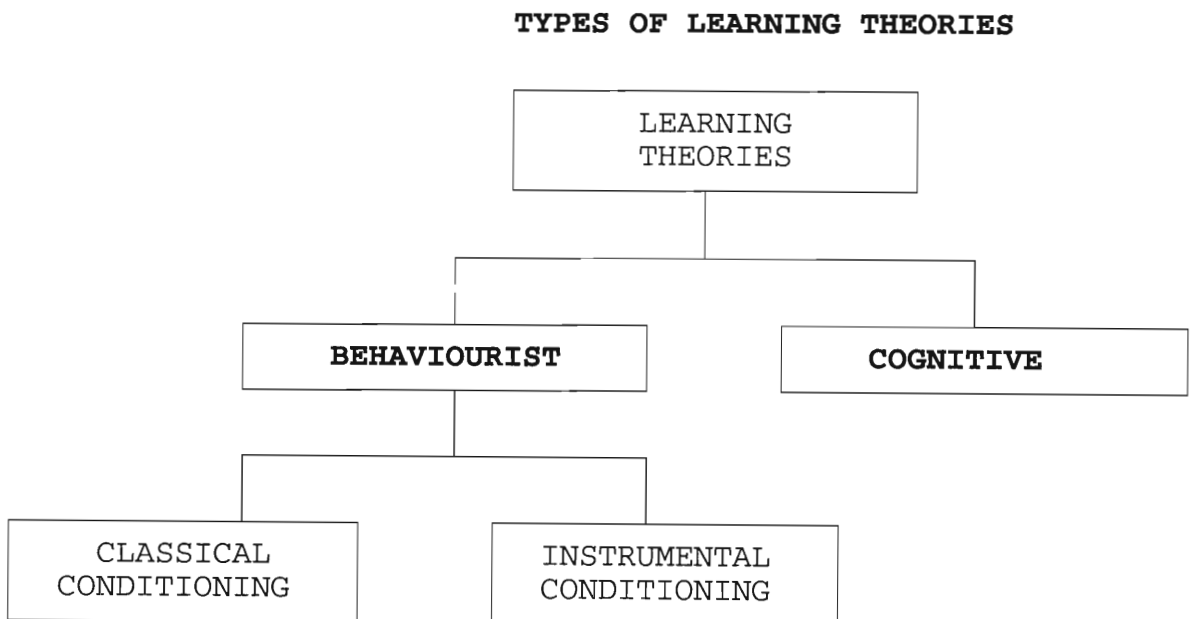 TYPES OF LEARNING THEORIES
LEARNING
THEORIES
BEHAVIOURIST
COGNITIVE
CLASSICAL
CONDITIONING
INSTRUMENTAL
CONDITIONING